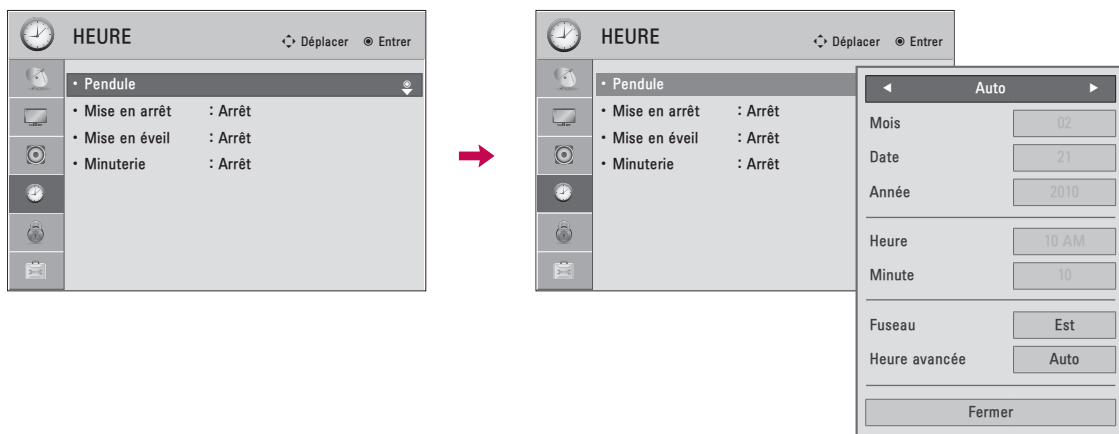 HEURE
Déplacer
Entrer
• Pendule
• Mise en arrêt : Arrêt
• Mise en éveil : Arrêt
• Minuterie : Arrêt
HEURE
Déplacer
Entrer
• Pendule
• Mise en arrêt : Arrêt
• Mise en éveil : Arrêt
• Minuterie : Arrêt
Auto
Mois 02
Date 21
Année 2010
Heure 10 AM
Minute 10
Fuseau Est
Heure avancée Auto
Fermer